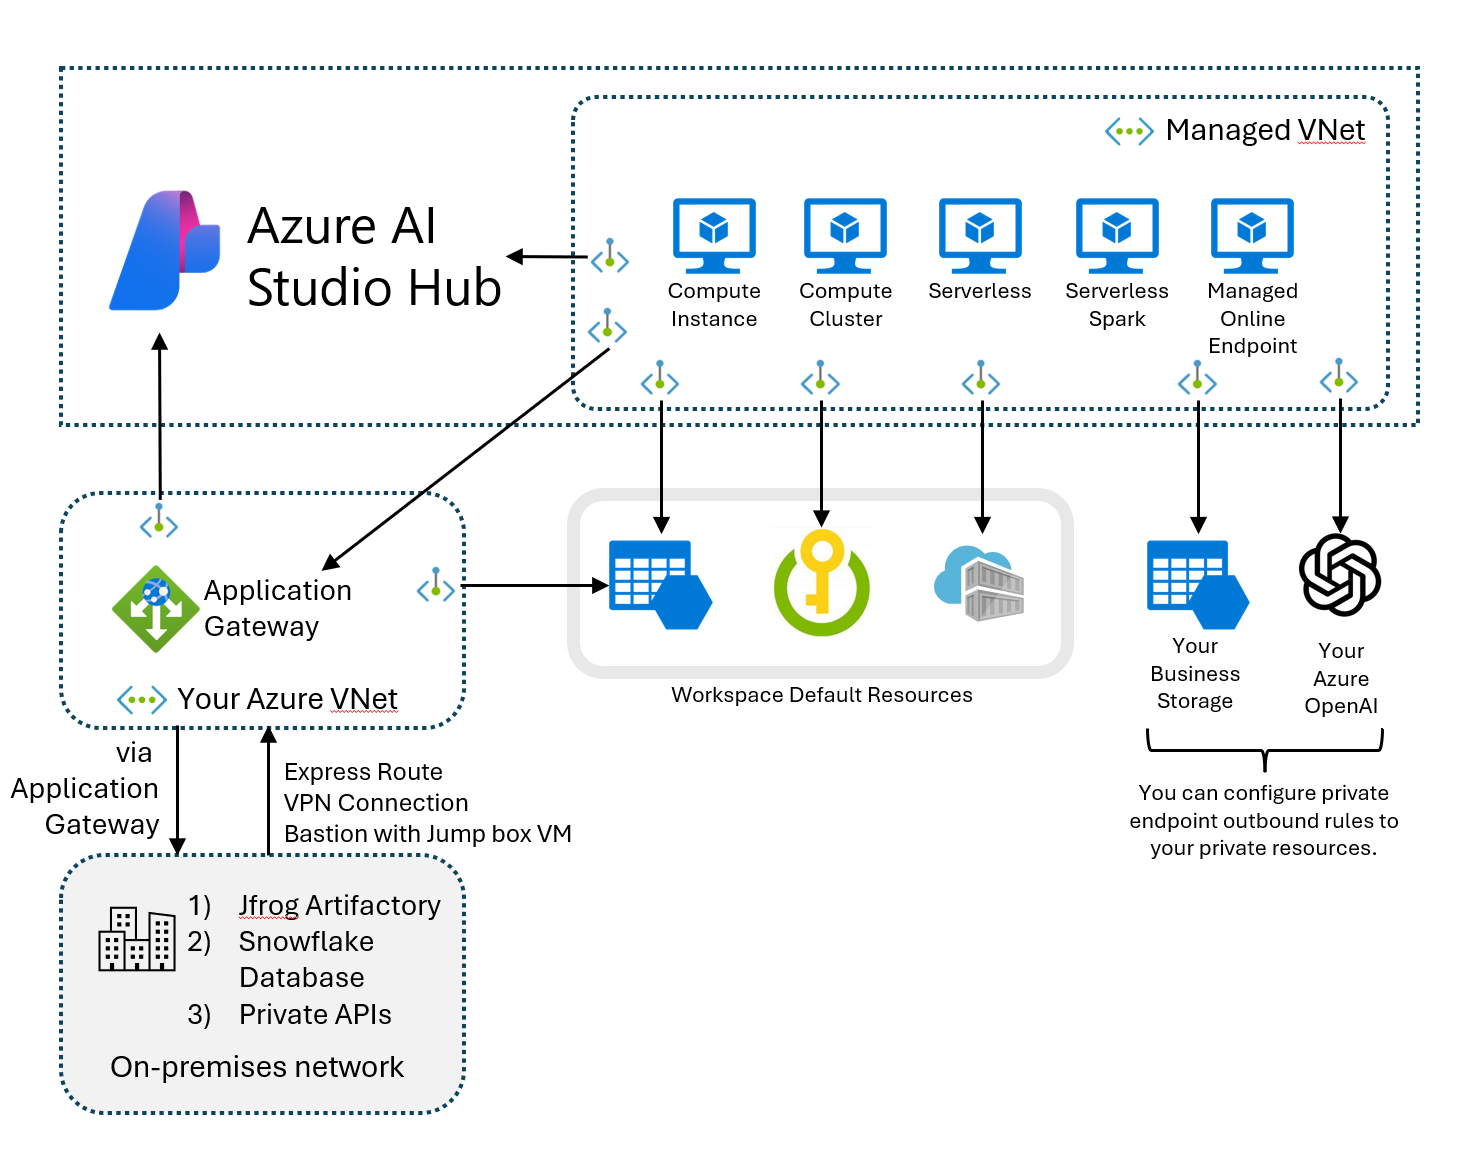 Managed VNet
Azure AI
Studio Hub
Compute
Instance
Compute
Cluster
Serverless
Serverless
Spark
Managed
Online
Endpoint
Application
Gateway
Your Azure VNet
Workspace Default Resources
Your
Business
Storage
Your
Azure
OpenAI
You can configure private
endpoint outbound rules to
your private resources.
via
Application
Gateway
Express Route
VPN Connection
Bastion with Jump box VM
1) Jfrog Artifactory
2) Snowflake
Database
3) Private APIs
On-premises network